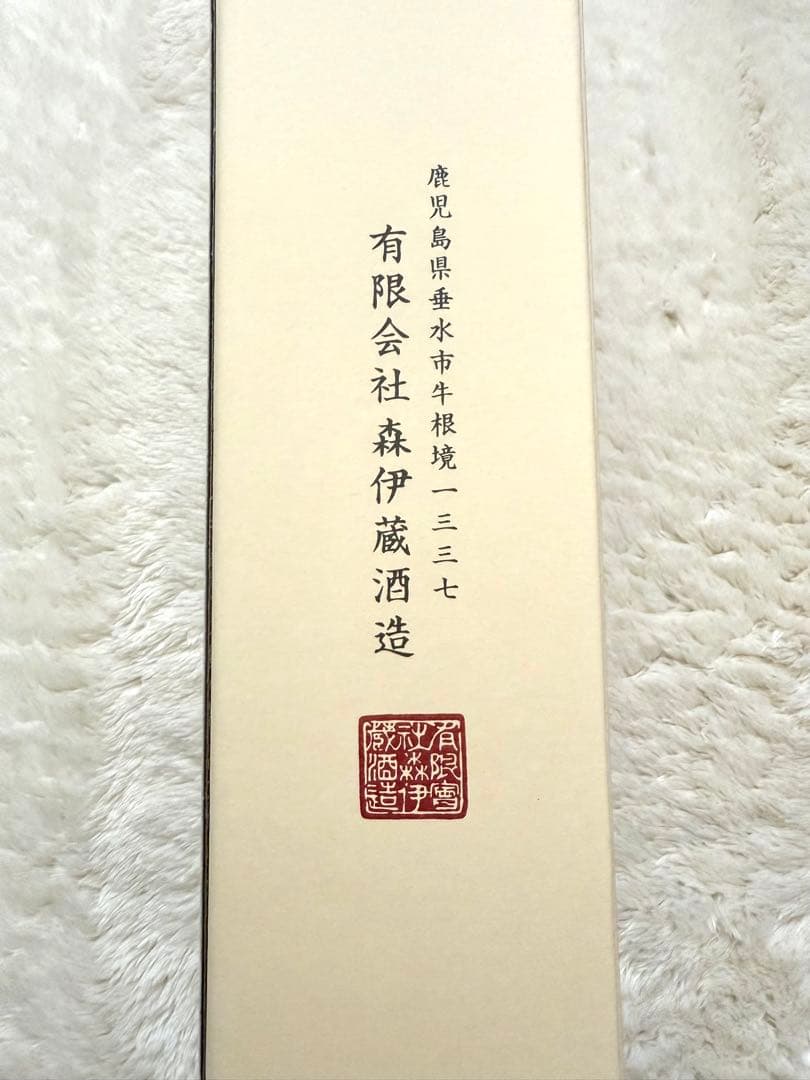 鹿児島県垂水市牛根境一三三七
有限会社 森伊蔵酒造
有限會
社森伊
蔵酒造